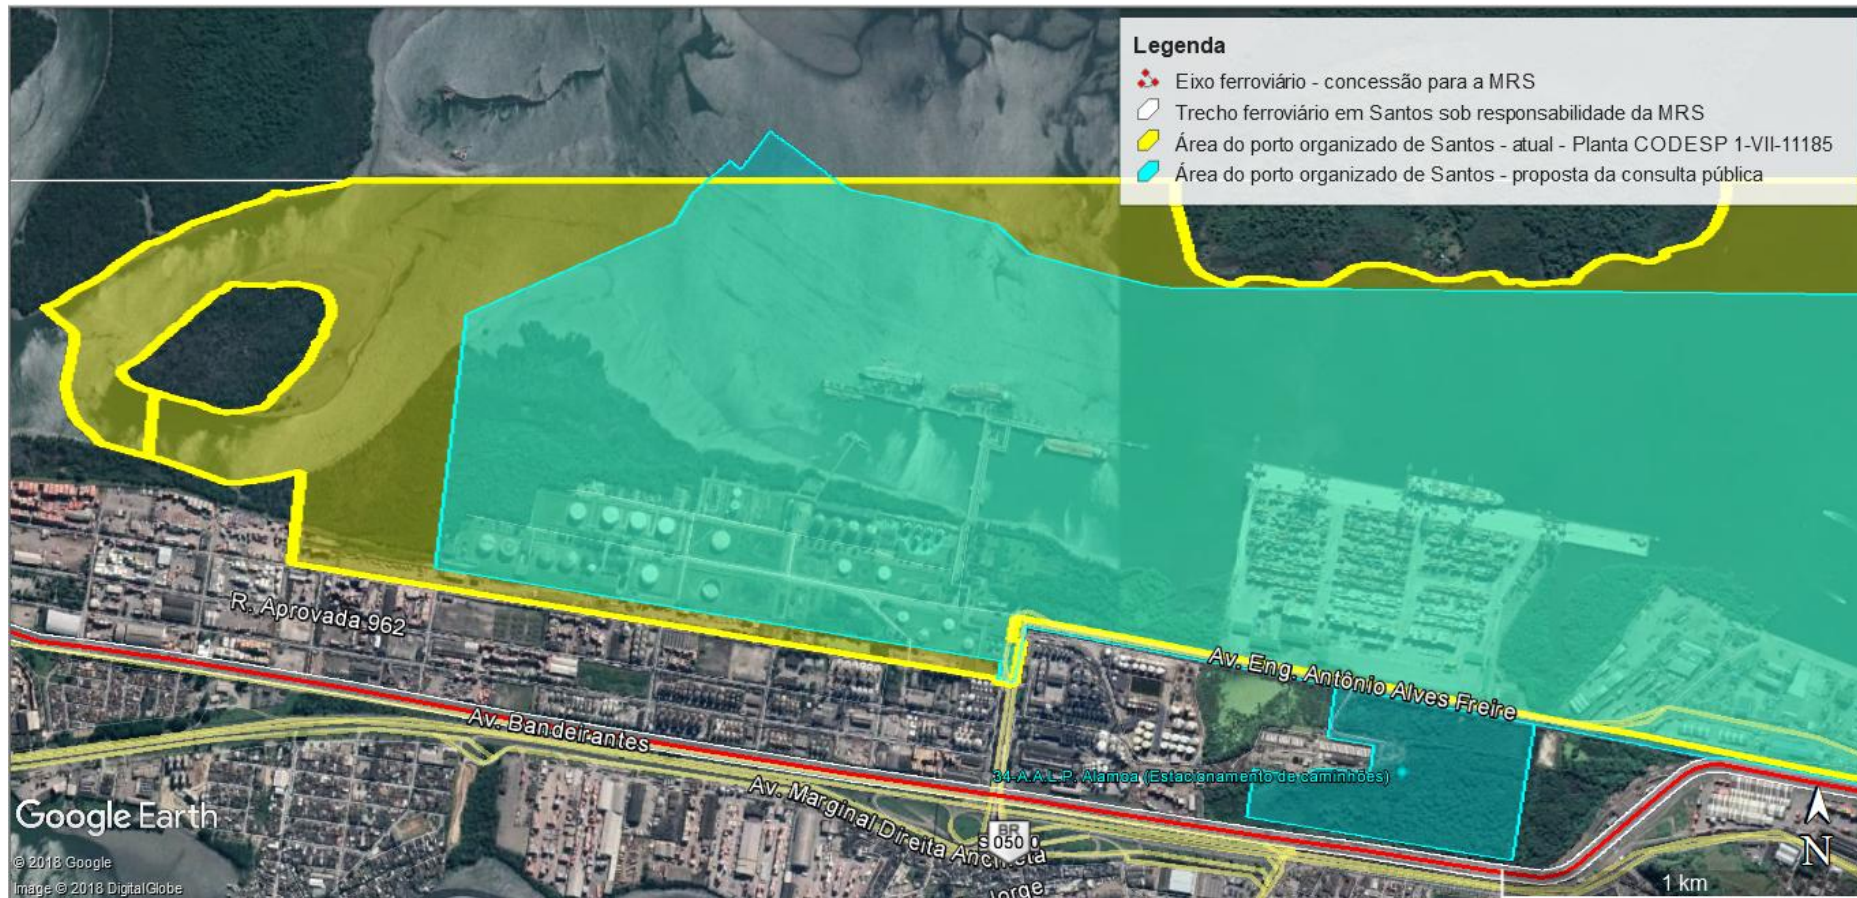 Legenda
Eixo ferroviário - concessão para a MRS
Trecho ferroviário em Santos sob responsabilidade da MRS
Área do porto organizado de Santos - atual - Planta CODESP 1-VII-11185
Área do porto organizado de Santos - proposta da consulta pública
R. Aprovada 962
Av. Eng. Antônio Alves Freire
Av. Bandeirantes
34-A.A.L.P. Alamoa (Estacionamento de caminhões)
Av. Marginal Direita Anchieta
BR
050
Jorge
Google Earth
N
© 2018 Google
Image © 2018 DigitalGlobe
1 km